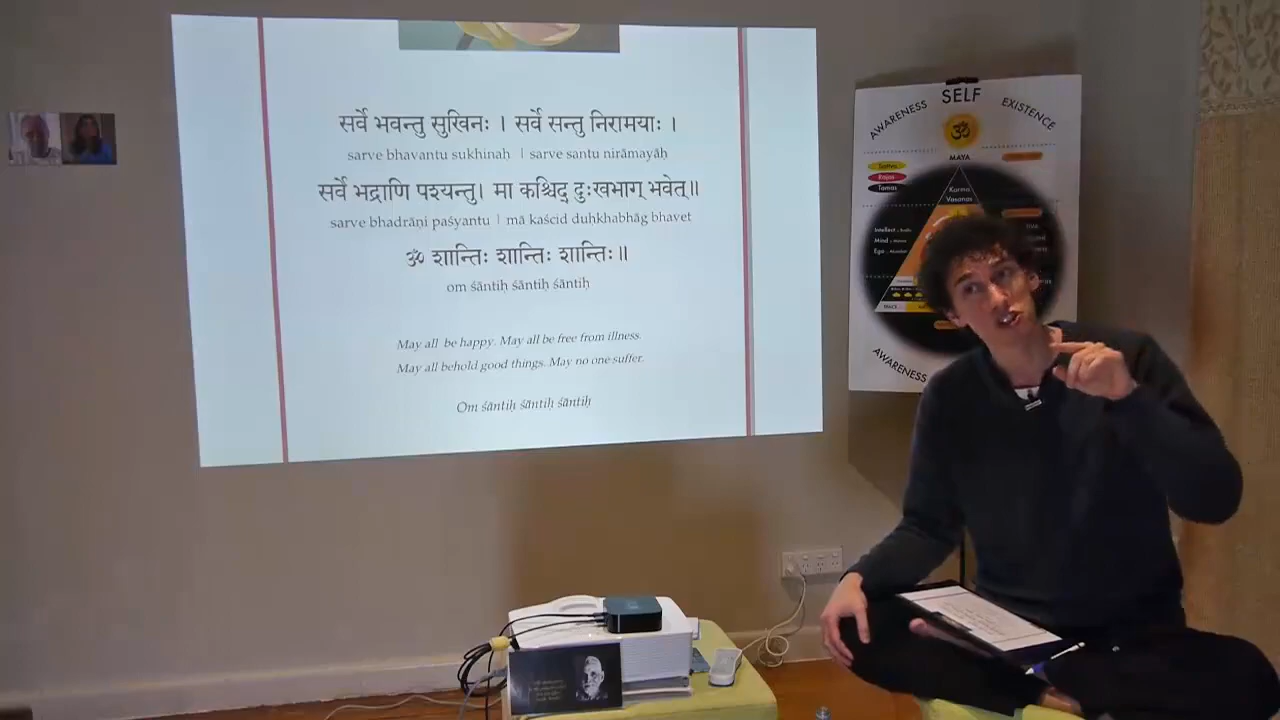 सर्वे भवन्तु सुखिनः । सर्वे सन्तु निरामयाः ।
sarve bhavantu sukhinaḥ | sarve santu nirāmayāḥ
सर्वे भद्राणि पश्यन्तु। मा कश्चिद् दुःखभाग् भवेत्॥
sarve bhadrāṇi paśyantu | mā kaścid duḥkhabhāg bhavet
ॐ शान्तिः शान्तिः शान्तिः॥
om śāntiḥ śāntiḥ śāntiḥ
May all be happy. May all be free from illness.
May all behold good things. May no one suffer.
Om śāntiḥ śāntiḥ śāntiḥ
SELF
AWARENESS
EXISTENCE
ॐ
MAYA
Sattva
Rajas
Tamas
Karma
Vasanas
Intellect
Mind
Ego
AWARENESS